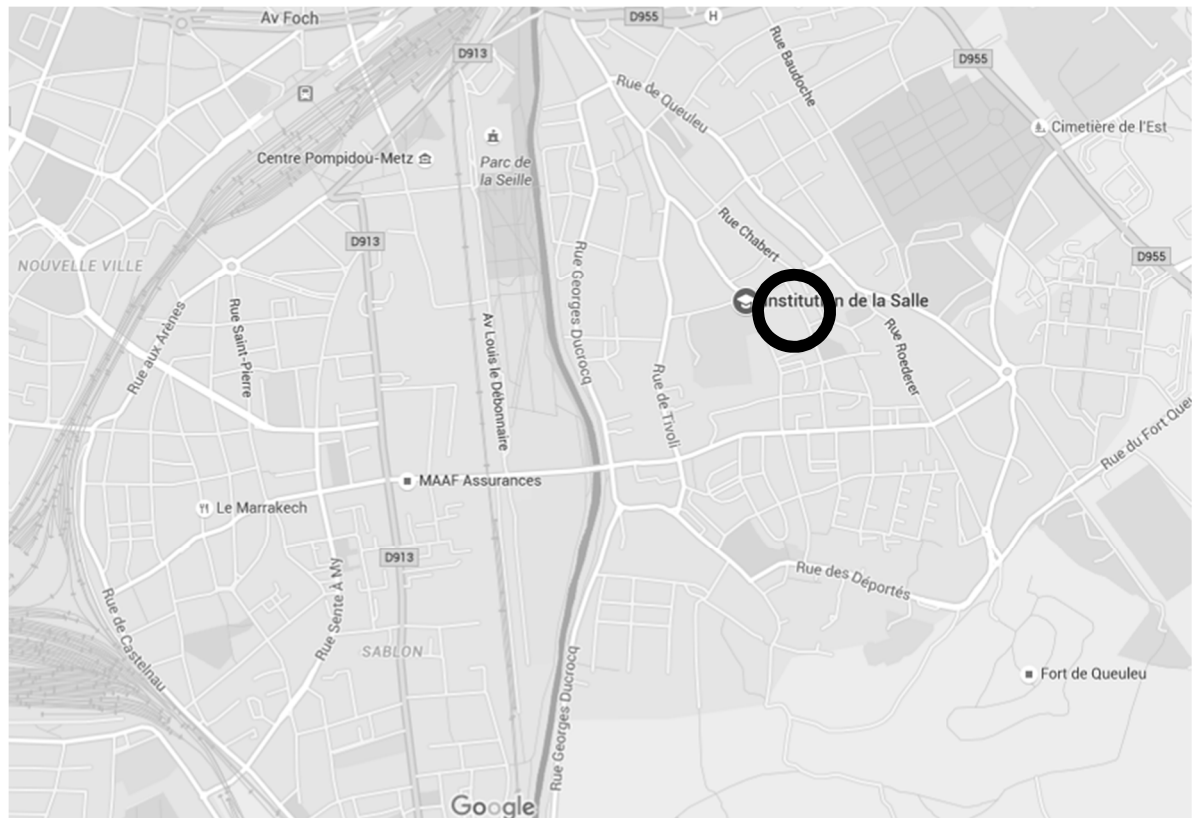 Av Foch
D955
H
D913
Rue Baudoche
D955
Rue de Queuleu
Cimetière de l'Est
Centre Pompidou-Metz
Parc de
la Seille
Rue Chabert
D913
D955
NOUVELLE VILLE
Rue Georges Ducrocq
Institution de la Salle
Rue aux Arènes
Rue Saint-Pierre
Av Louis le Débonnaire
Rue Roederer
Rue de Tivoli
Rue du Fort Queu
MAAF Assurances
Le Marrakech
D913
Rue des Déportés
Rue de Castelnau
Rue Sente À My
SABLON
Fort de Queuleu
Rue Georges Ducrocq
Google